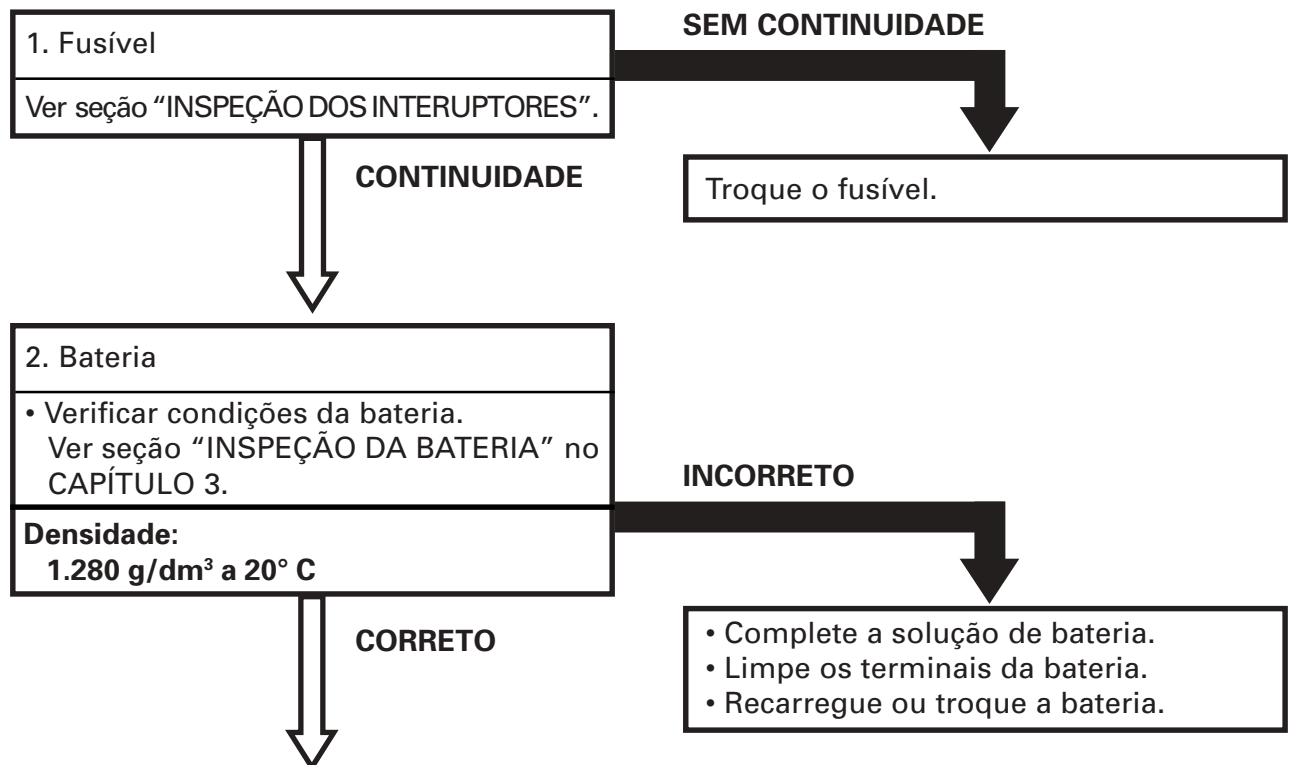 1. Fusível
Ver seção “INSPEÇÃO DOS INTERUPTORES”.
SEM CONTINUIDADE
Troque o fusível.
CONTINUIDADE
2. Bateria
• Verificar condições da bateria.
Ver seção “INSPEÇÃO DA BATERIA” no
CAPÍTULO 3.
Densidade:
1.280 g/dm³ a 20° C
INCORRETO
• Complete a solução de bateria.
• Limpe os terminais da bateria.
• Recarregue ou troque a bateria.
CORRETO